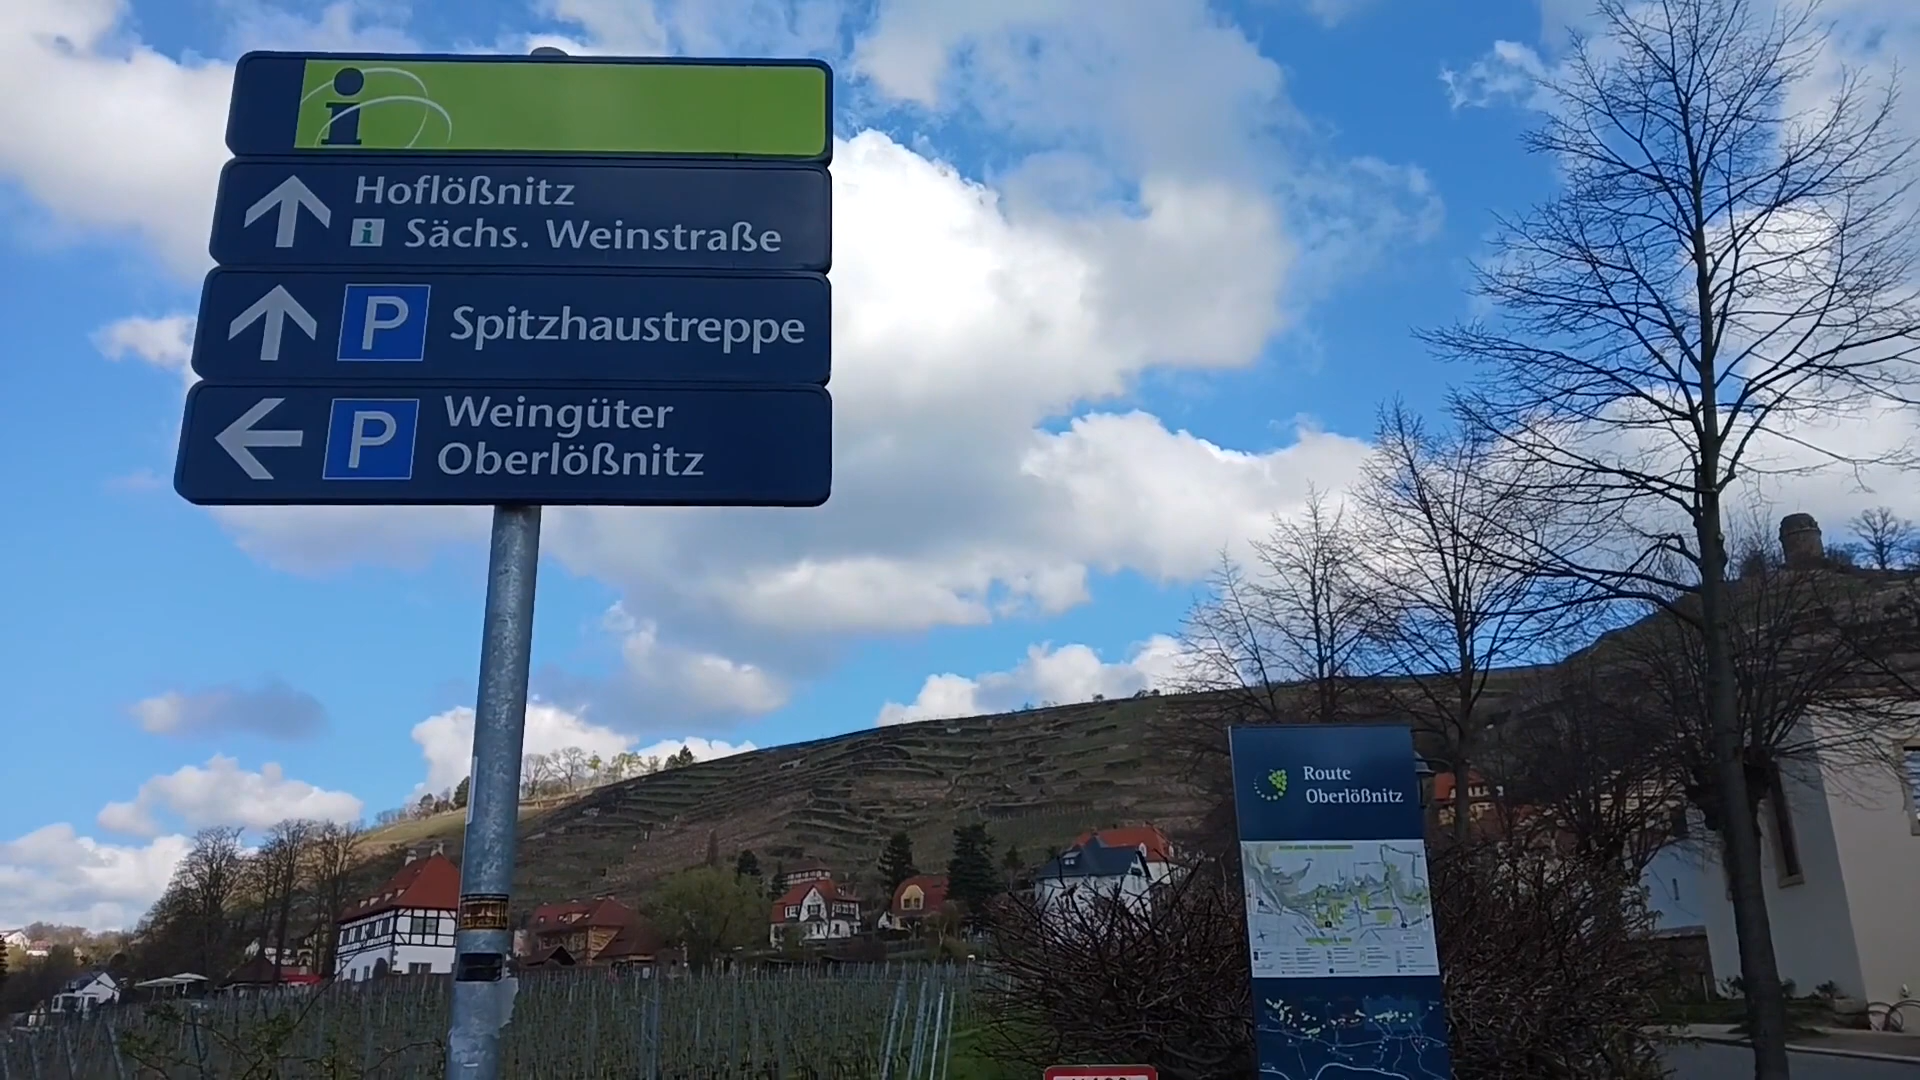 i
Hoflößnitz
i Sächs. Weinstraße
P Spitzhaustreppe
P Weingüter
Oberlößnitz
Route
Oberlößnitz